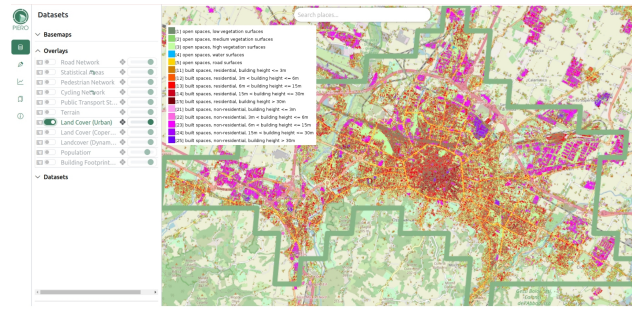 PIERO
Datasets
Search places...
Basemaps
Overlays
Road Network
Statistical Areas
Pedestrian Network
Cycling Network
Public Transport St...
Terrain
Land Cover (Urban)
Land Cover (Coper...
Landcover (Dynam...
Population
Building Footprint...
Datasets
[1] open spaces, low vegetation surfaces
[2] open spaces, medium vegetation surfaces
[3] open spaces, high vegetation surfaces
[4] open spaces, water surfaces
[5] open spaces, road surfaces
[11] built spaces, residential, building height <= 3m
[12] built spaces, residential, 3m < building height <= 6m
[13] built spaces, residential, 6m < building height <= 15m
[14] built spaces, residential, 15m < building height <= 30m
[15] built spaces, residential, building height > 30m
[21] built spaces, non-residential, building height <= 3m
[22] built spaces, non-residential, 3m < building height <= 6m
[23] built spaces, non-residential, 6m < building height <= 15m
[24] built spaces, non-residential, 15m < building height <= 30m
[25] built spaces, non-residential, building height > 30m